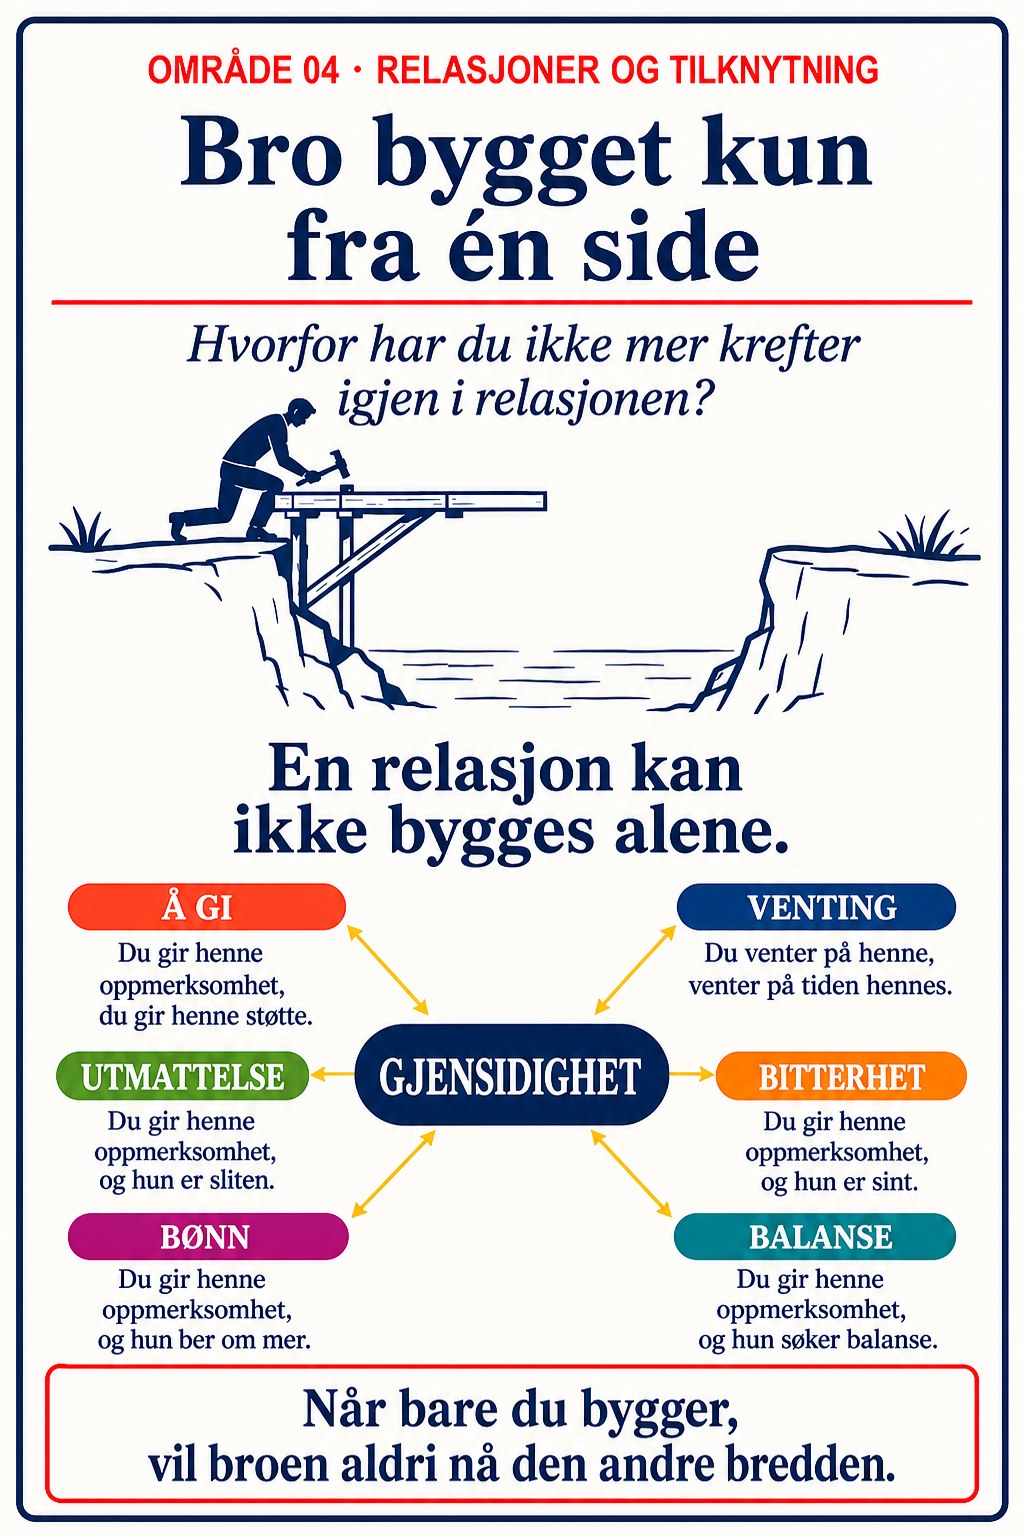 OMRÅDE 04 · RELASJONER OG TILKNYTNING
Bro bygget kun
fra én side
Hvorfor har du ikke mer krefter
igjen i relasjonen?
En relasjon kan
ikke bygges alene.
Å GI
Du gir henne
oppmerksomhet,
du gir henne støtte.
VENTING
Du venter på henne,
venter på tiden hennes.
UTMATTELSE
Du gir henne
oppmerksomhet,
og hun er sliten.
GJENSIDIGHET
BITTERHET
Du gir henne
oppmerksomhet,
og hun er sint.
BØNN
Du gir henne
oppmerksomhet,
og hun ber om mer.
BALANSE
Du gir henne
oppmerksomhet,
og hun søker balanse.
Når bare du bygger,
vil broen aldri nå den andre bredden.